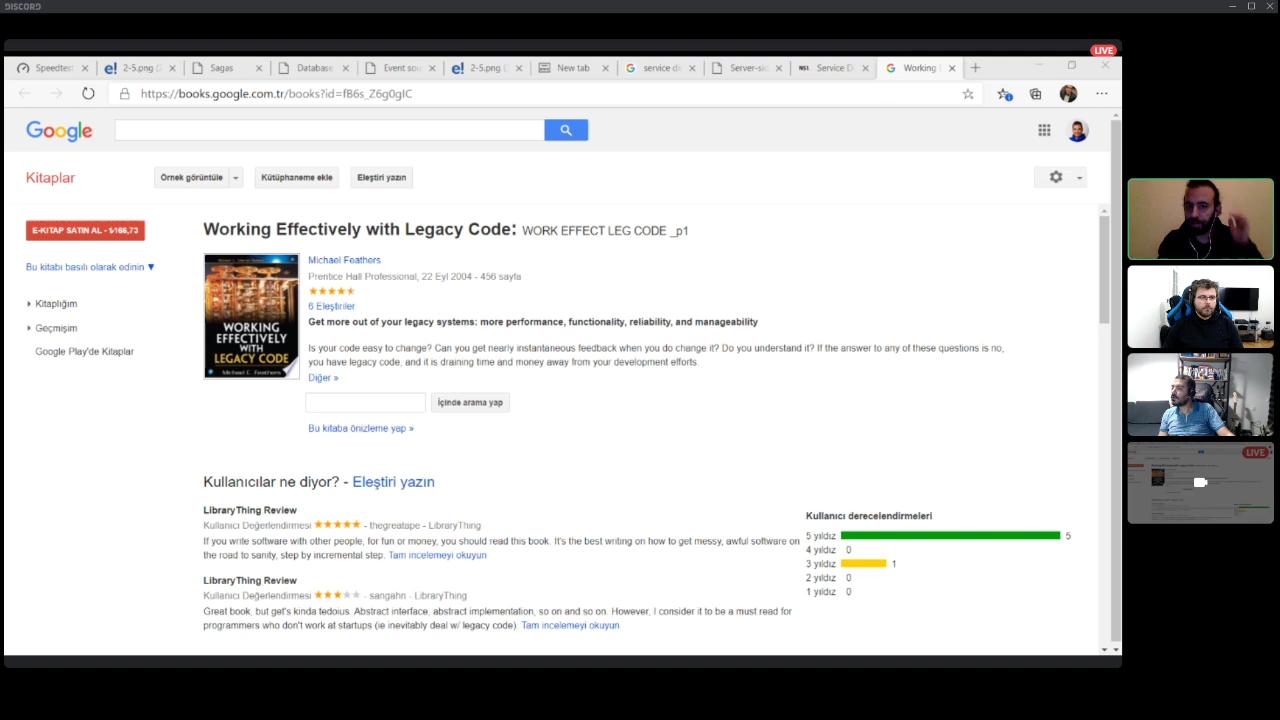 DISCORD
LIVE
Speedtest
2-5.png (
Sagas
Database
Event sou
2-5.png (
New tab
service di
Server-sid
Service D
Working
https://books.google.com.tr/books?id=f86s_Z6g0gIC
Google
Kitaplar
Örnek görüntüle
Kütüphaneme ekle
Eleştiri yazın
E-KİTAP SATIN AL - ₺166,73
Bu kitabı basılı olarak edinin ▼
Kitaplığım
Geçmişim
Google Play'de Kitaplar
Working Effectively with Legacy Code: WORK EFFECT LEG CODE _p1
WORKING
EFFECTIVELY
WITH
LEGACY CODE
Michael C. Feathers
Michael Feathers
Prentice Hall Professional, 22 Eyl 2004 - 456 sayfa
6 Eleştiriler
Get more out of your legacy systems: more performance, functionality, reliability, and manageability
Is your code easy to change? Can you get nearly instantaneous feedback when you do change it? Do you understand it? If the answer to any of these questions is no,
you have legacy code, and it is draining time and money away from your development efforts.
Diğer »
İçinde arama yap
Bu kitaba önizleme yap »
Kullanıcılar ne diyor? - Eleştiri yazın
LibraryThing Review
Kullanıcı Değerlendirmesi - thegreatape - LibraryThing
If you write software with other people, for fun or money, you should read this book. It's the best writing on how to get messy, awful software on
the road to sanity, step by incremental step. Tam incelemeyi okuyun
LibraryThing Review
Kullanıcı Değerlendirmesi - sangahn - LibraryThing
Great book, but get's kinda tedoius. Abstract interface, abstract implementation, so on and so on. However, I consider it to be a must read for
programmers who don't work at startups (ie inevitably deal w/ legacy code). Tam incelemeyi okuyun
Kullanıcı derecelendirmeleri
5 yıldız 5
4 yıldız 0
3 yıldız 1
2 yıldız 0
1 yıldız 0
LIVE